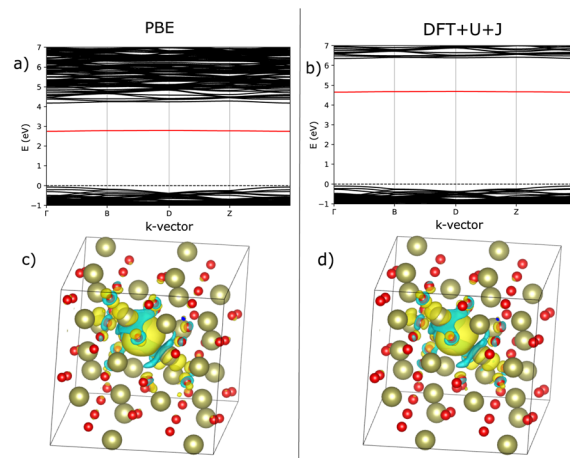 PBE
DFT+U+J
a)
7
6
5
4
3
2
1
0
−1
E (eV)
Γ
B
D
Z
k-vector
b)
7
6
5
4
3
2
1
0
−1
E (eV)
Γ
B
D
Z
k-vector
c)
d)